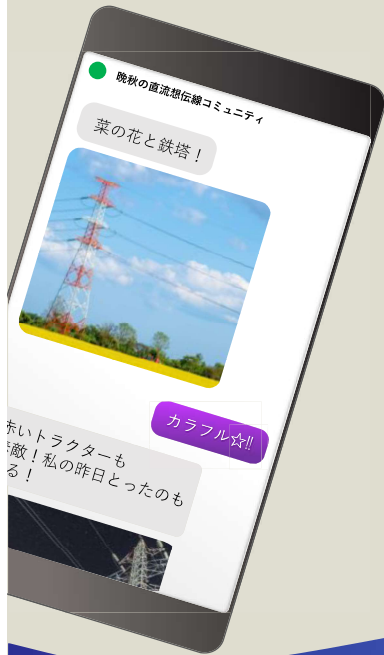 晩秋の直流想伝線コミュニティ
菜の花と鉄塔！
カラフル☆!!
赤いトラクターも
素敵！私の昨日とったのも
る！